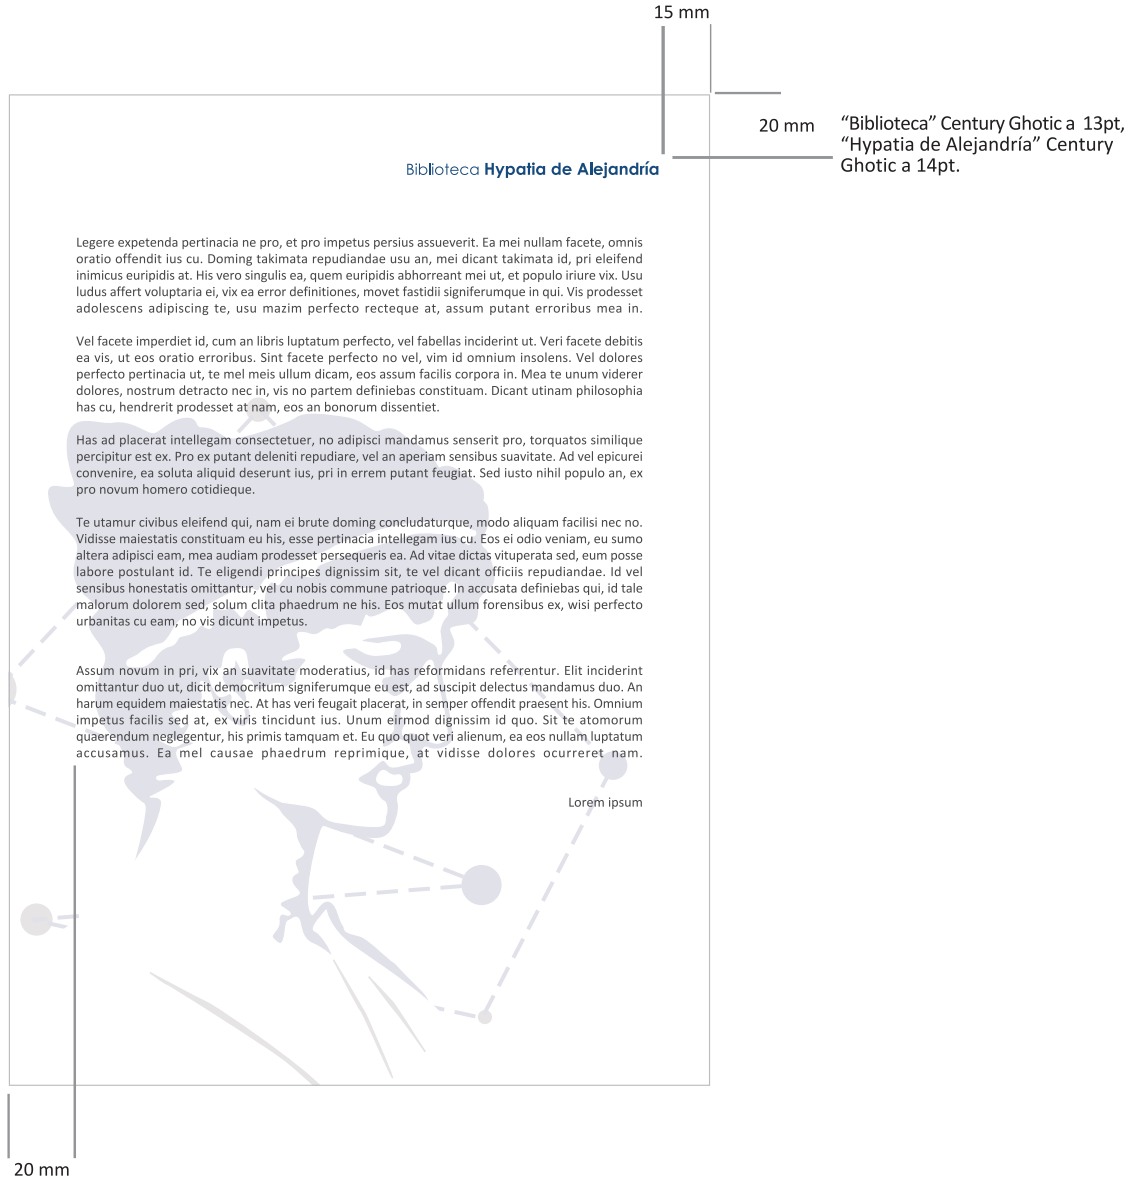 15 mm
20 mm
“Biblioteca” Century Ghotic a 13pt,
“Hypatia de Alejandría” Century
Ghotic a 14pt.
Biblioteca Hypatia de Alejandría
Legere expetenda pertinacia ne pro, et pro impetus persius assueverit. Ea mei nullam facete, omnis
oratio offendit ius cu. Doming takimata repudiandae usu an, mei dicant takimata id, pri eleifend
inimicus euripidis at. His vero singulis ea, quem euripidis abhorreant mei ut, et populo iriure vix. Usu
ludus affert voluptaria ei, vix ea error definitiones, movet fastidii signiferumque in qui. Vis prodesset
adolescens adipiscing te, usu mazim perfecto recteque at, assum putant erroribus mea in.
Vel facete imperdiet id, cum an libris luptatum perfecto, vel fabellas inciderint ut. Veri facete debitis
ea vis, ut eos oratio erroribus. Sint facete perfecto no vel, vim id omnium insolens. Vel dolores
perfecto pertinacia ut, te mel meis ullum dicam, eos assum facilis corpora in. Mea te unum viderer
dolores, nostrum detracto nec in, vis no partem definiebas constituam. Dicant utinam philosophia
has cu, hendrerit prodesset at nam, eos an bonorum dissentiet.
Has ad placerat intellegam consectetuer, no adipisci mandamus senserit pro, torquatos similique
percipitur est ex. Pro ex putant deleniti repudiare, vel an aperiam sensibus suavitate. Ad vel epicurei
convenire, ea soluta aliquid deserunt ius, pri in errem putant feugiat. Sed iusto nihil populo an, ex
pro novum homero cotidieque.
Te utamur civibus eleifend qui, nam ei brute doming concludaturque, modo aliquam facilisi nec no.
Vidisse maiestatis constituam eu his, esse pertinacia intellegam ius cu. Eos ei odio veniam, eu sumo
altera adipisci eam, mea audiam prodesset persequeris ea. Ad vitae dictas vituperata sed, eum posse
labore postulant id. Te eligendi principes dignissim sit, te vel dicant officiis repudiandae. Id vel
sensibus honestatis omittantur, vel cu nobis commune patrioque. In accusata definiebas qui, id tale
malorum dolorem sed, solum clita phaedrum ne his. Eos mutat ullum forensibus ex, wisi perfecto
urbanitas cu eam, no vis dicunt impetus.
Assum novum in pri, vix an suavitate moderatius, id has reformidans referrentur. Elit inciderint
omittantur duo ut, dicit democritum signiferumque eu est, ad suscipit delectus mandamus duo. An
harum equidem maiestatis nec. At has veri feugait placerat, in semper offendit praesent his. Omnium
impetus facilis sed at, ex viris tincidunt ius. Unum eirmod dignissim id quo. Sit te atomorum
quaerendum neglegentur, his primis tamquam et. Eu quo quot veri alienum, ea eos nullam luptatum
accusamus. Ea mel causae phaedrum reprimique, at vidisse dolores ocurreret nam.
Lorem ipsum
20 mm